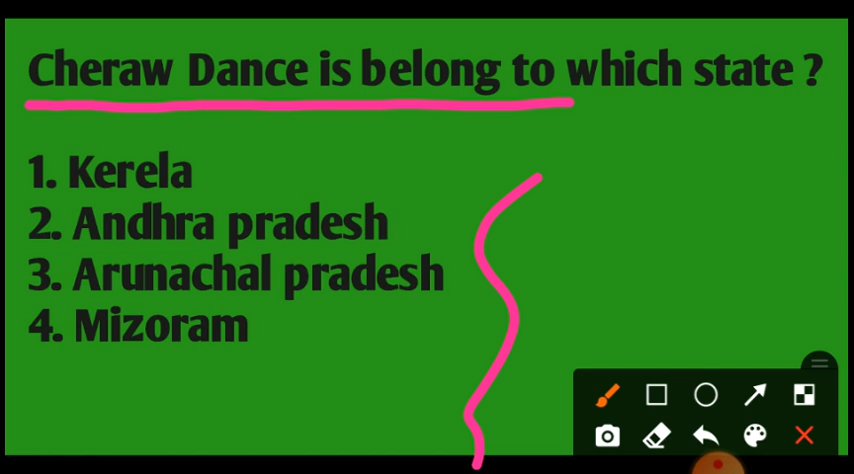 Cheraw Dance is belong to which state ?
1. Kerela
2. Andhra pradesh
3. Arunachal pradesh
4. Mizoram